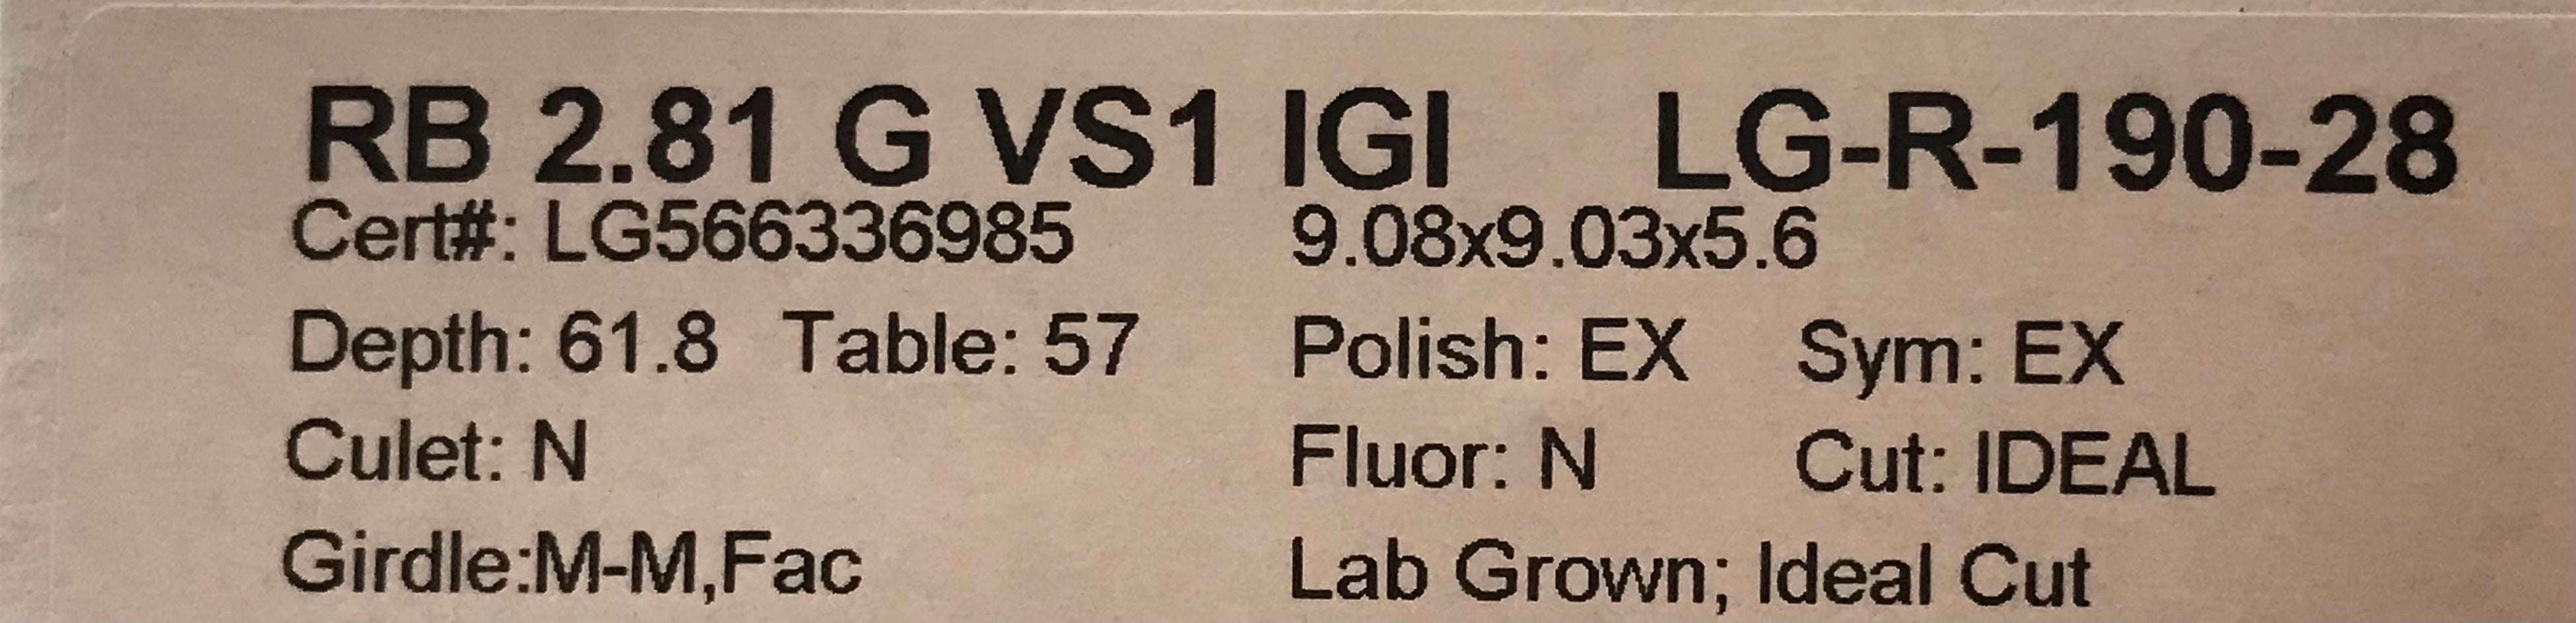 RB 2.81 G VS1 IGI LG-R-190-28
Cert#: LG566336985 9.08x9.03x5.6
Depth: 61.8 Table: 57 Polish: EX Sym: EX
Culet: N Fluor: N Cut: IDEAL
Girdle:M-M,Fac Lab Grown; Ideal Cut